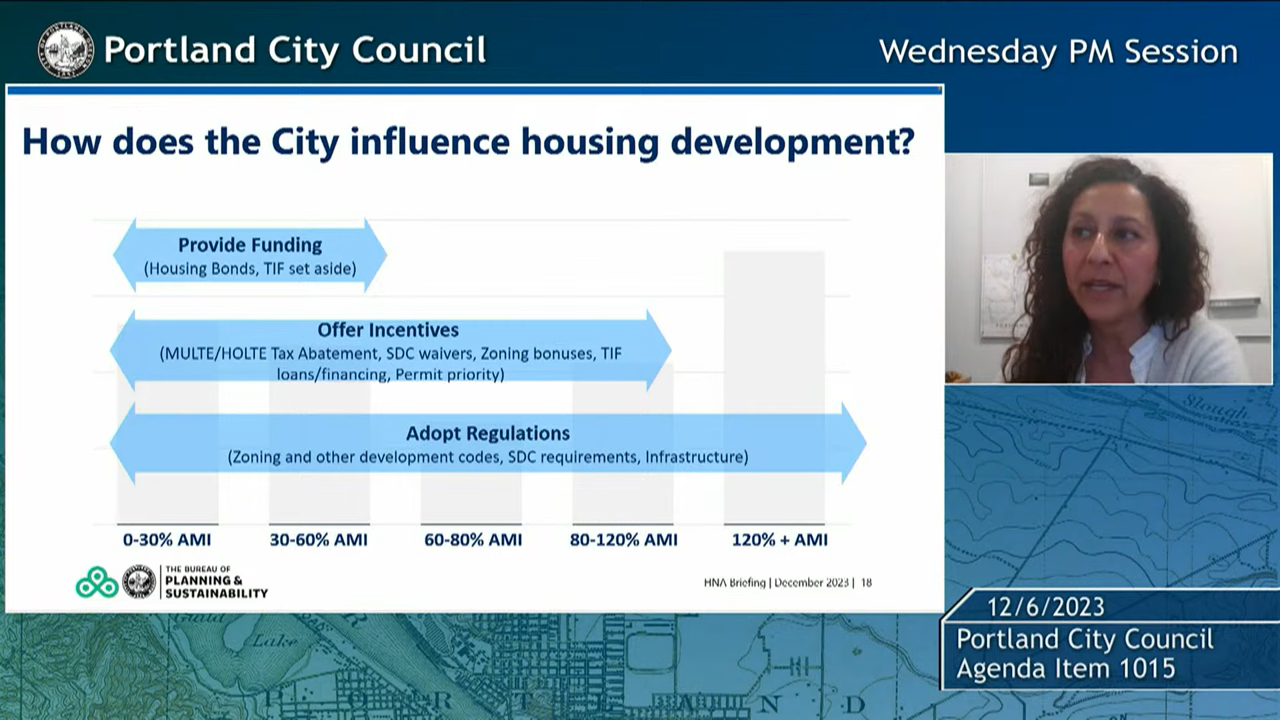 Portland City Council
Wednesday PM Session
How does the City influence housing development?
Provide Funding
(Housing Bonds, TIF set aside)
Offer Incentives
(MULTE/HOLTE Tax Abatement, SDC waivers, Zoning bonuses, TIF
loans/financing, Permit priority)
Adopt Regulations
(Zoning and other development codes, SDC requirements, Infrastructure)
0-30% AMI
30-60% AMI
60-80% AMI
80-120% AMI
120% + AMI
THE BUREAU OF
PLANNING &
SUSTAINABILITY
HNA Briefing | December 2023 | 18
Slough
12/6/2023
Portland City Council
Agenda Item 1015
Guild
Lake
P O R T L A N D